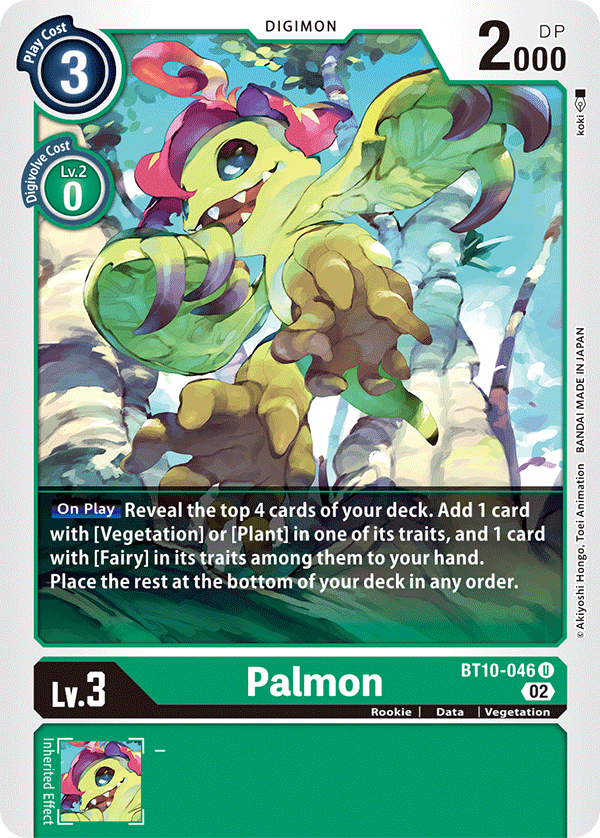 DIGIMON
Play Cost
3
2000
DP
Digivolve Cost
Lv.2
0
koki
On Play Reveal the top 4 cards of your deck. Add 1 card
with [Vegetation] or [Plant] in one of its traits, and 1 card
with [Fairy] in its traits among them to your hand.
Place the rest at the bottom of your deck in any order.
© Akiyoshi Hongo, Toei Animation BANDAI MADE IN JAPAN
Lv.3
Palmon
BT10-046 U
02
Rookie | Data | Vegetation
Inherited Effect
–